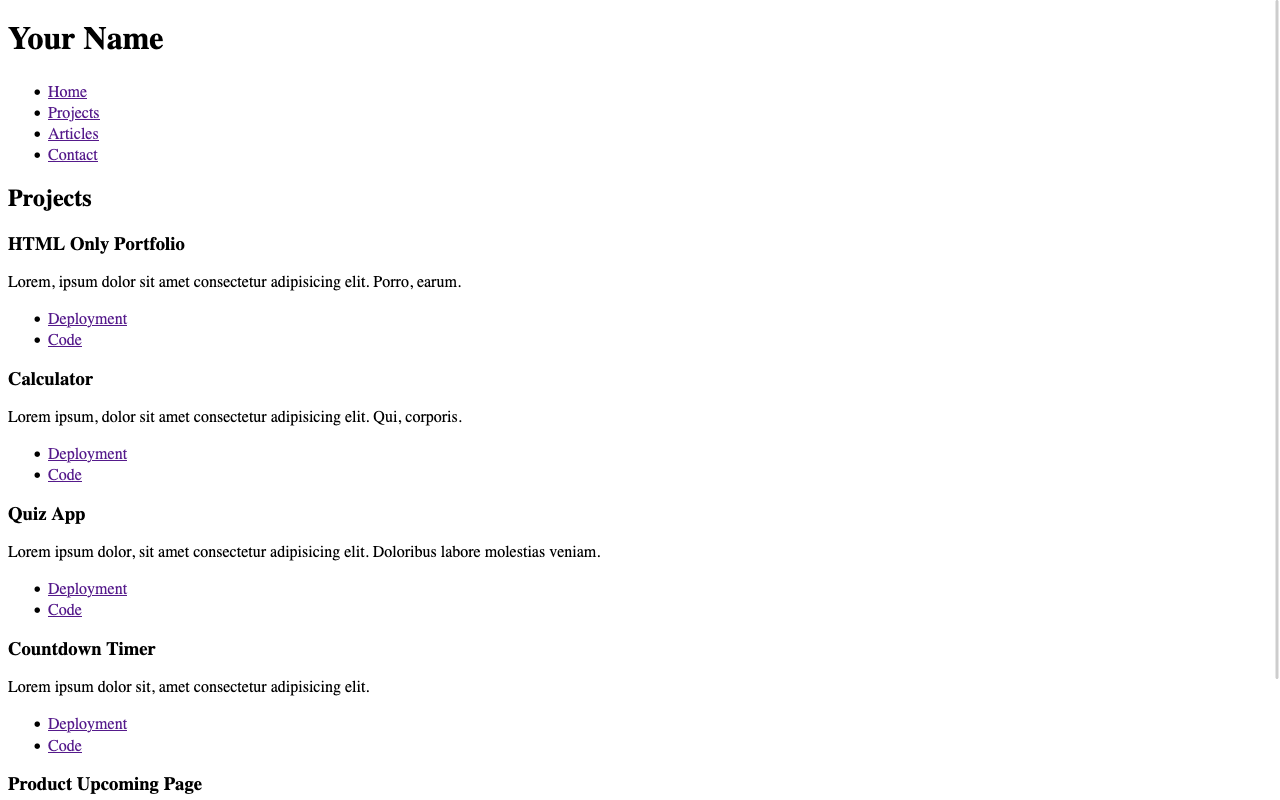 Your Name
Home
Projects
Articles
Contact
Projects
HTML Only Portfolio
Lorem, ipsum dolor sit amet consectetur adipisicing elit. Porro, earum.
Deployment
Code
Calculator
Lorem ipsum, dolor sit amet consectetur adipisicing elit. Qui, corporis.
Deployment
Code
Quiz App
Lorem ipsum dolor, sit amet consectetur adipisicing elit. Doloribus labore molestias veniam.
Deployment
Code
Countdown Timer
Lorem ipsum dolor sit, amet consectetur adipisicing elit.
Deployment
Code
Product Upcoming Page